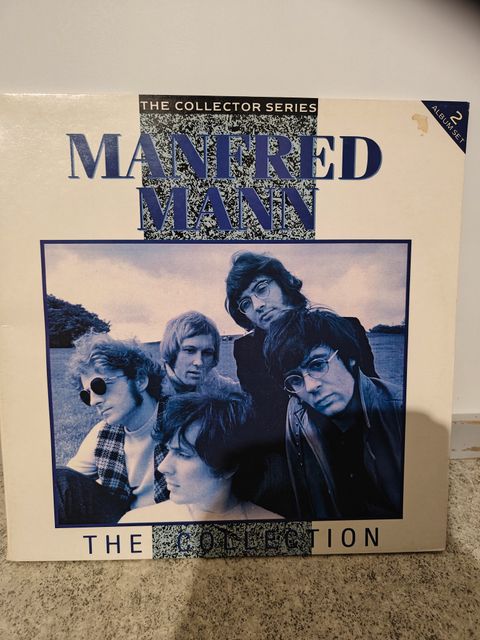 THE COLLECTOR SERIES
2
ALBUM SET
MANFRED
MANN
THE COLLECTION